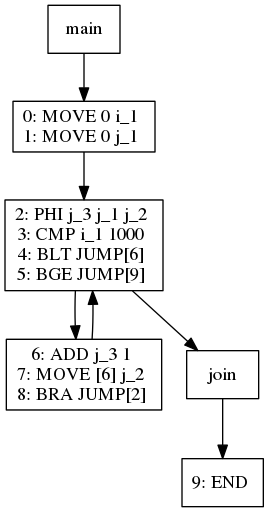 main
0: MOVE 0 i_1
1: MOVE 0 j_1
2: PHI j_3 j_1 j_2
3: CMP i_1 1000
4: BLT JUMP[6]
5: BGE JUMP[9]
6: ADD j_3 1
7: MOVE [6] j_2
8: BRA JUMP[2]
join
9: END